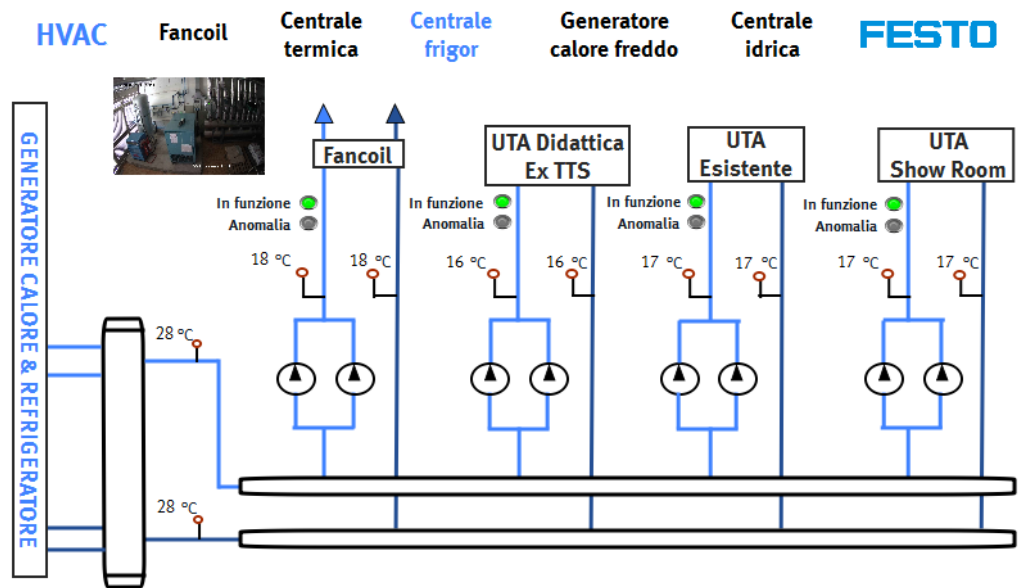 HVAC
Fancoil
Centrale
termica
Centrale
frigor
Generatore
calore freddo
Centrale
idrica
FESTO
GENERATORE CALORE & REFRIGERATORE
Fancoil
UTA Didattica
Ex TTS
UTA
Esistente
UTA
Show Room
In funzione
Anomalia
In funzione
Anomalia
In funzione
Anomalia
In funzione
Anomalia
18 °C
18 °C
16 °C
16 °C
17 °C
17 °C
17 °C
17 °C
28 °C
28 °C